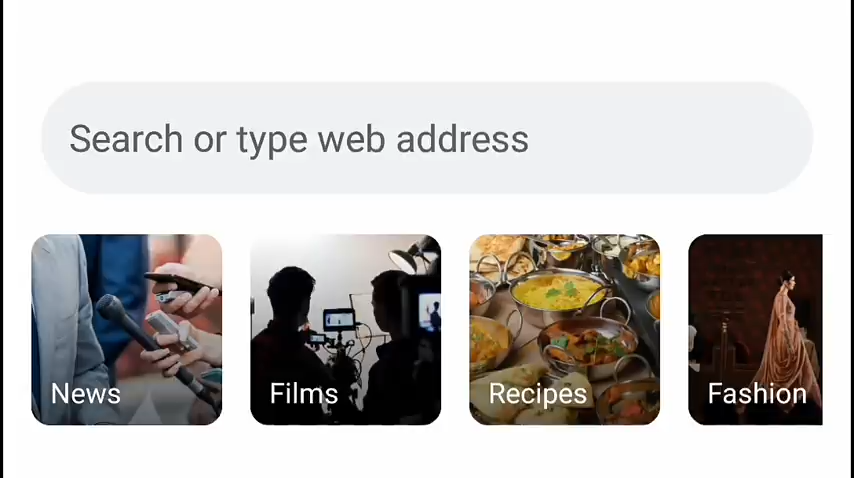 Search or type web address
News
Films
Recipes
Fashion